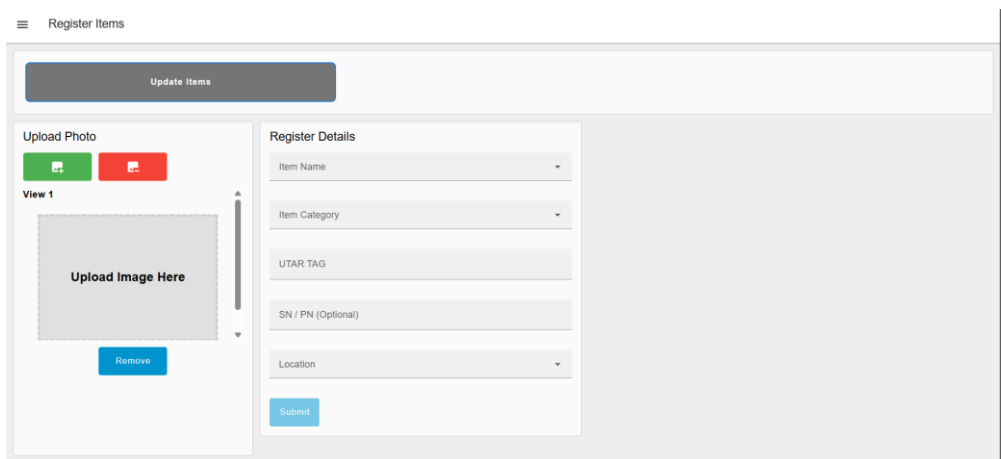 Register Items
Update Items
Upload Photo
View 1
Upload Image Here
Remove
Register Details
Item Name
Item Category
UTAR TAG
SN / PN (Optional)
Location
Submit